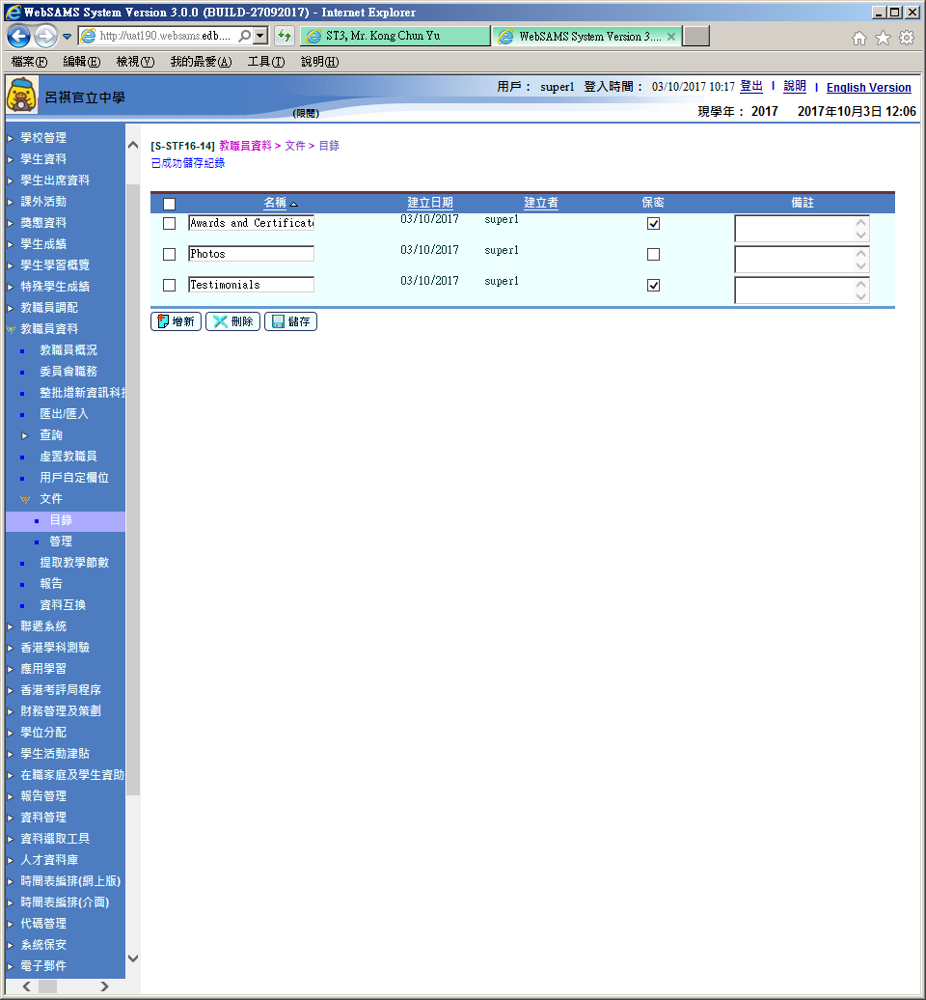 WebSAMS System Version 3.0.0 (BUILD-27092017) - Internet Explorer
http://uat190.websams.edb....
ST3, Mr. Kong Chun Yu
WebSAMS System Version 3....
檔案(F) 編輯(E) 檢視(V) 我的最愛(A) 工具(T) 說明(H)
呂祺官立中學
(限閱)
用戶： super1 登入時間： 03/10/2017 10:17 登出 I 說明 I English Version
現學年： 2017 2017年10月3日 12:06
學校管理
學生資料
學生出席資料
課外活動
獎懲資料
學生成績
學生學習概覽
特殊學生成績
教職員調配
教職員資料
教職員概況
委員會職務
整批增新資訊科技
匯出/匯入
查詢
虛置教職員
用戶自定欄位
文件
目錄
管理
提取教學節數
報告
資料互換
聯遞系統
香港學科測驗
應用學習
香港考評局程序
財務管理及策劃
學位分配
學生活動津貼
在職家庭及學生資助
報告管理
資料管理
資料選取工具
人才資料庫
時間表編排(網上版)
時間表編排(介面)
代碼管理
系統保安
電子郵件
[S-STF16-14] 教職員資料 > 文件 > 目錄
已成功儲存紀錄
名稱 建立日期 建立者 保密 備註
Awards and Certificate 03/10/2017 super1
Photos 03/10/2017 super1
Testimonials 03/10/2017 super1
增新 刪除 儲存